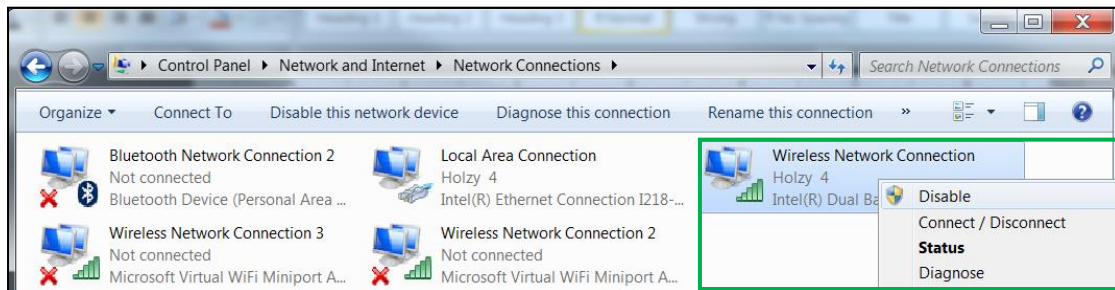 Control Panel ▸ Network and Internet ▸ Network Connections ▸
Search Network Connections
Organize Connect To Disable this network device Diagnose this connection Rename this connection »
Bluetooth Network Connection 2
Not connected
Bluetooth Device (Personal Area ...
Local Area Connection
Holzy 4
Intel(R) Ethernet Connection I218-...
Wireless Network Connection
Holzy 4
Intel(R) Dual Ba
Wireless Network Connection 3
Not connected
Microsoft Virtual WiFi Miniport A...
Wireless Network Connection 2
Not connected
Microsoft Virtual WiFi Miniport A...
Disable
Connect / Disconnect
Status
Diagnose